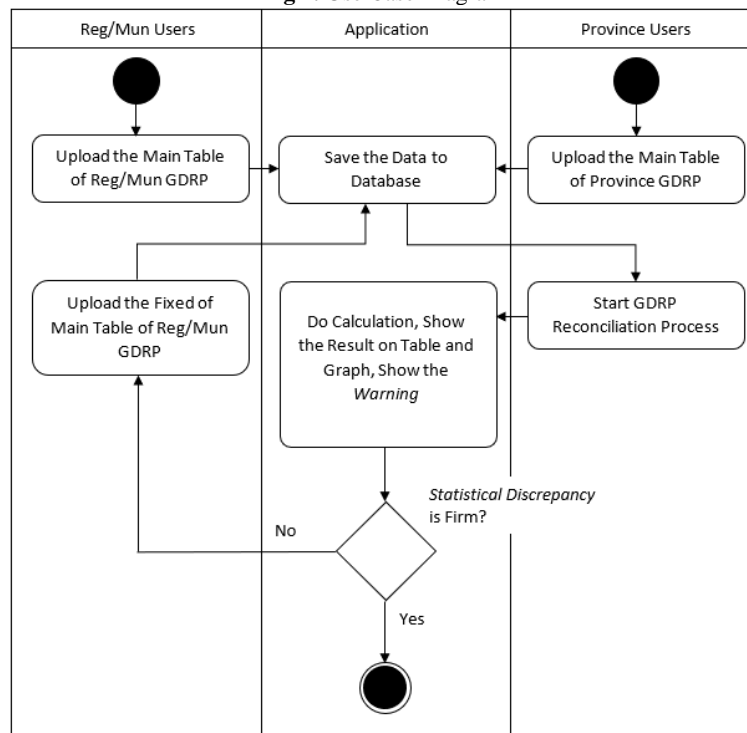 Reg/Mun Users
Application
Province Users
Upload the Main Table
of Reg/Mun GDRP
Save the Data to
Database
Upload the Main Table
of Province GDRP
Upload the Fixed of
Main Table of Reg/Mun
GDRP
Do Calculation, Show
the Result on Table and
Graph, Show the
Warning
Start GDRP
Reconciliation Process
Statistical Discrepancy
is Firm?
No
Yes